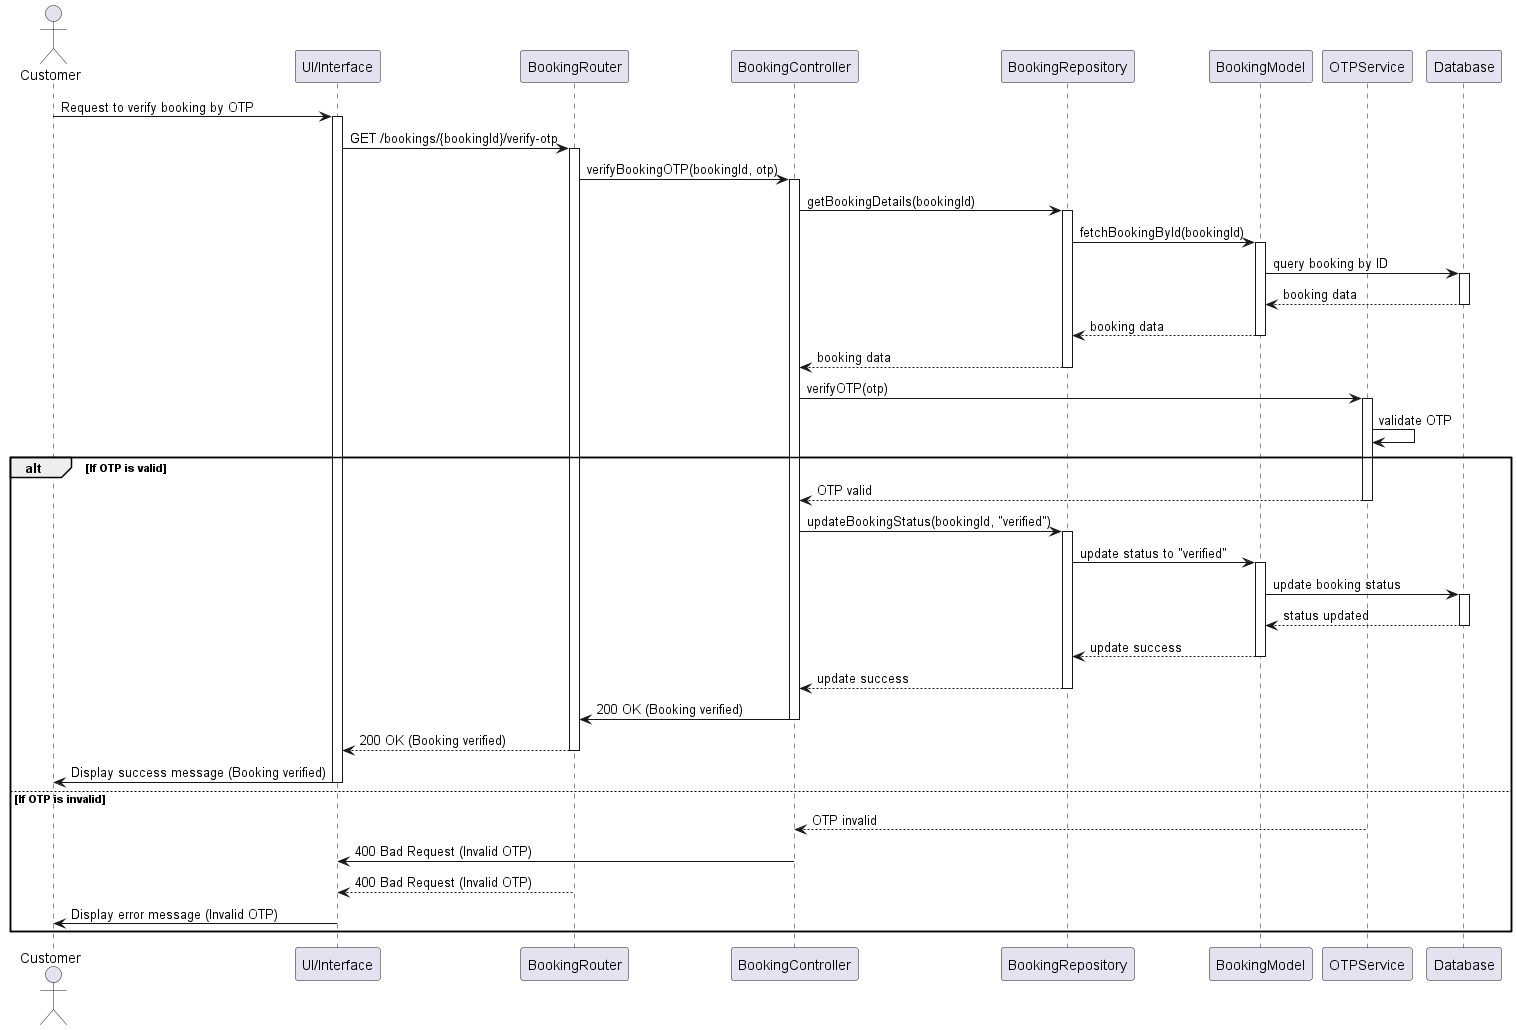 Customer
UI/Interface
BookingRouter
BookingController
BookingRepository
BookingModel
OTPService
Database
Request to verify booking by OTP
GET /bookings/{bookingId}/verify-otp
verifyBookingOTP(bookingId, otp)
getBookingDetails(bookingId)
fetchBookingById(bookingId)
query booking by ID
booking data
booking data
booking data
verifyOTP(otp)
validate OTP
alt
[If OTP is valid]
OTP valid
updateBookingStatus(bookingId, "verified")
update status to "verified"
update booking status
status updated
update success
update success
200 OK (Booking verified)
200 OK (Booking verified)
Display success message (Booking verified)
[If OTP is invalid]
OTP invalid
400 Bad Request (Invalid OTP)
400 Bad Request (Invalid OTP)
Display error message (Invalid OTP)
Customer
UI/Interface
BookingRouter
BookingController
BookingRepository
BookingModel
OTPService
Database